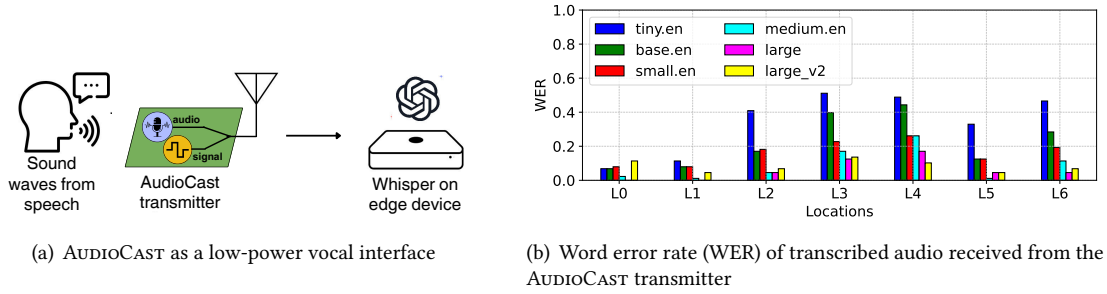 Sound
waves from
speech
audio
signal
AudioCast
transmitter
Whisper on
edge device
(a) AUDIOCAST as a low-power vocal interface
WER
1.0
0.8
0.6
0.4
0.2
0.0
tiny.en
base.en
small.en
medium.en
large
large_v2
L0 L1 L2 L3 L4 L5 L6
Locations
(b) Word error rate (WER) of transcribed audio received from the
AUDIOCAST transmitter